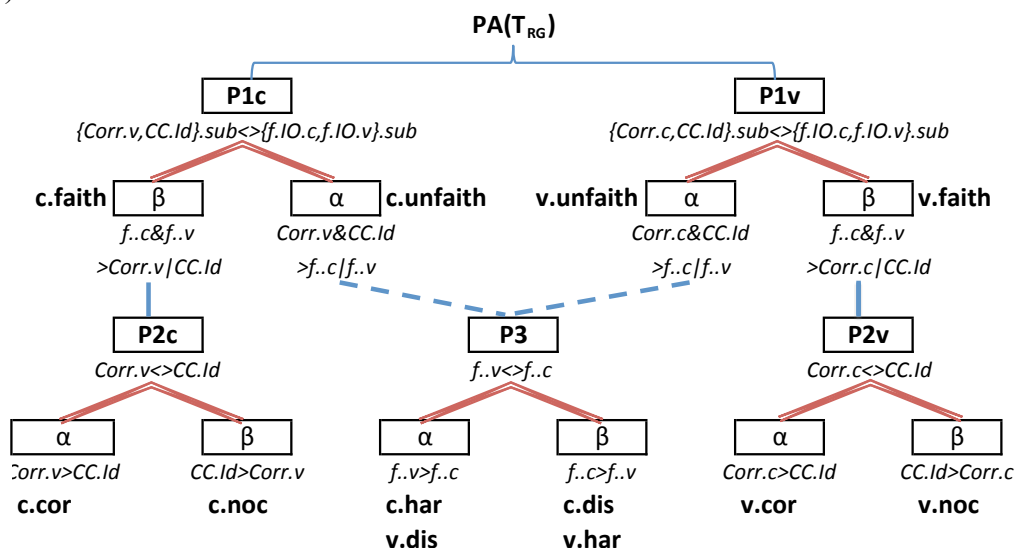 )
PA(T_RG)
P1c P1v
{Corr.v,CC.Id}.sub<>{f.IO.c,f.IO.v}.sub {Corr.c,CC.Id}.sub<>{f.IO.c,f.IO.v}.sub
c.faith β α c.unfaith v.unfaith α β v.faith
f..c&f..v Corr.v&CC.Id Corr.c&CC.Id f..c&f..v
>Corr.v|CC.Id >f..c|f..v >f..c|f..v >Corr.c|CC.Id
P2c P3 P2v
Corr.v<>CC.Id f..v<>f..c Corr.c<>CC.Id
α β α β α β
Corr.v>CC.Id CC.Id>Corr.v f..v>f..c f..c>f..v Corr.c>CC.Id CC.Id>Corr.c
c.cor c.noc c.har c.dis v.cor v.noc
v.dis v.har